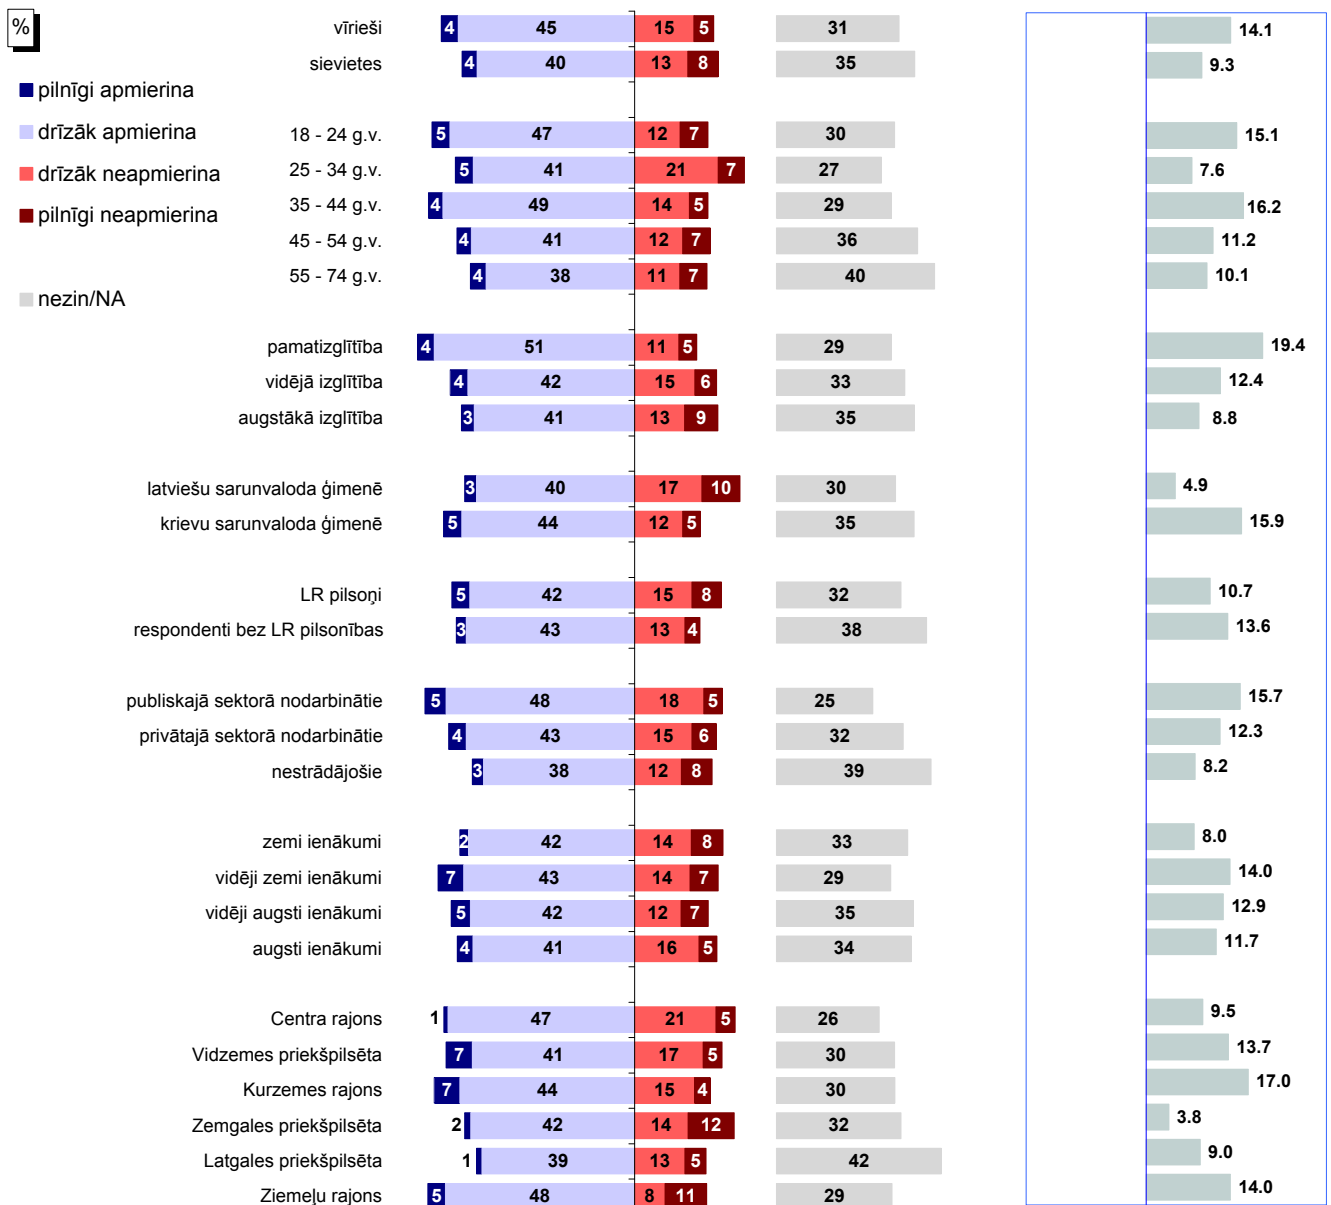 %
pilnīgi apmierina
drīzāk apmierina
drīzāk neapmierina
pilnīgi neapmierina
nezin/NA
vīrieši 4 45 15 5 31 14.1
sievietes 4 40 13 8 35 9.3
18 - 24 g.v. 5 47 12 7 30 15.1
25 - 34 g.v. 5 41 21 7 27 7.6
35 - 44 g.v. 4 49 14 5 29 16.2
45 - 54 g.v. 4 41 12 7 36 11.2
55 - 74 g.v. 4 38 11 7 40 10.1
pamatizglītība 4 51 11 5 29 19.4
vidējā izglītība 4 42 15 6 33 12.4
augstākā izglītība 3 41 13 9 35 8.8
latviešu sarunvaloda ģimenē 3 40 17 10 30 4.9
krievu sarunvaloda ģimenē 5 44 12 5 35 15.9
LR pilsoņi 5 42 15 8 32 10.7
respondenti bez LR pilsonības 3 43 13 4 38 13.6
publiskajā sektorā nodarbinātie 5 48 18 5 25 15.7
privātajā sektorā nodarbinātie 4 43 15 6 32 12.3
nestrādājošie 3 38 12 8 39 8.2
zemi ienākumi 2 42 14 8 33 8.0
vidēji zemi ienākumi 7 43 14 7 29 14.0
vidēji augsti ienākumi 5 42 12 7 35 12.9
augsti ienākumi 4 41 16 5 34 11.7
Centra rajons 1 47 21 5 26 9.5
Vidzemes priekšpilsēta 7 41 17 5 30 13.7
Kurzemes rajons 7 44 15 4 30 17.0
Zemgales priekšpilsēta 2 42 14 12 32 3.8
Latgales priekšpilsēta 1 39 13 5 42 9.0
Ziemeļu rajons 5 48 8 11 29 14.0